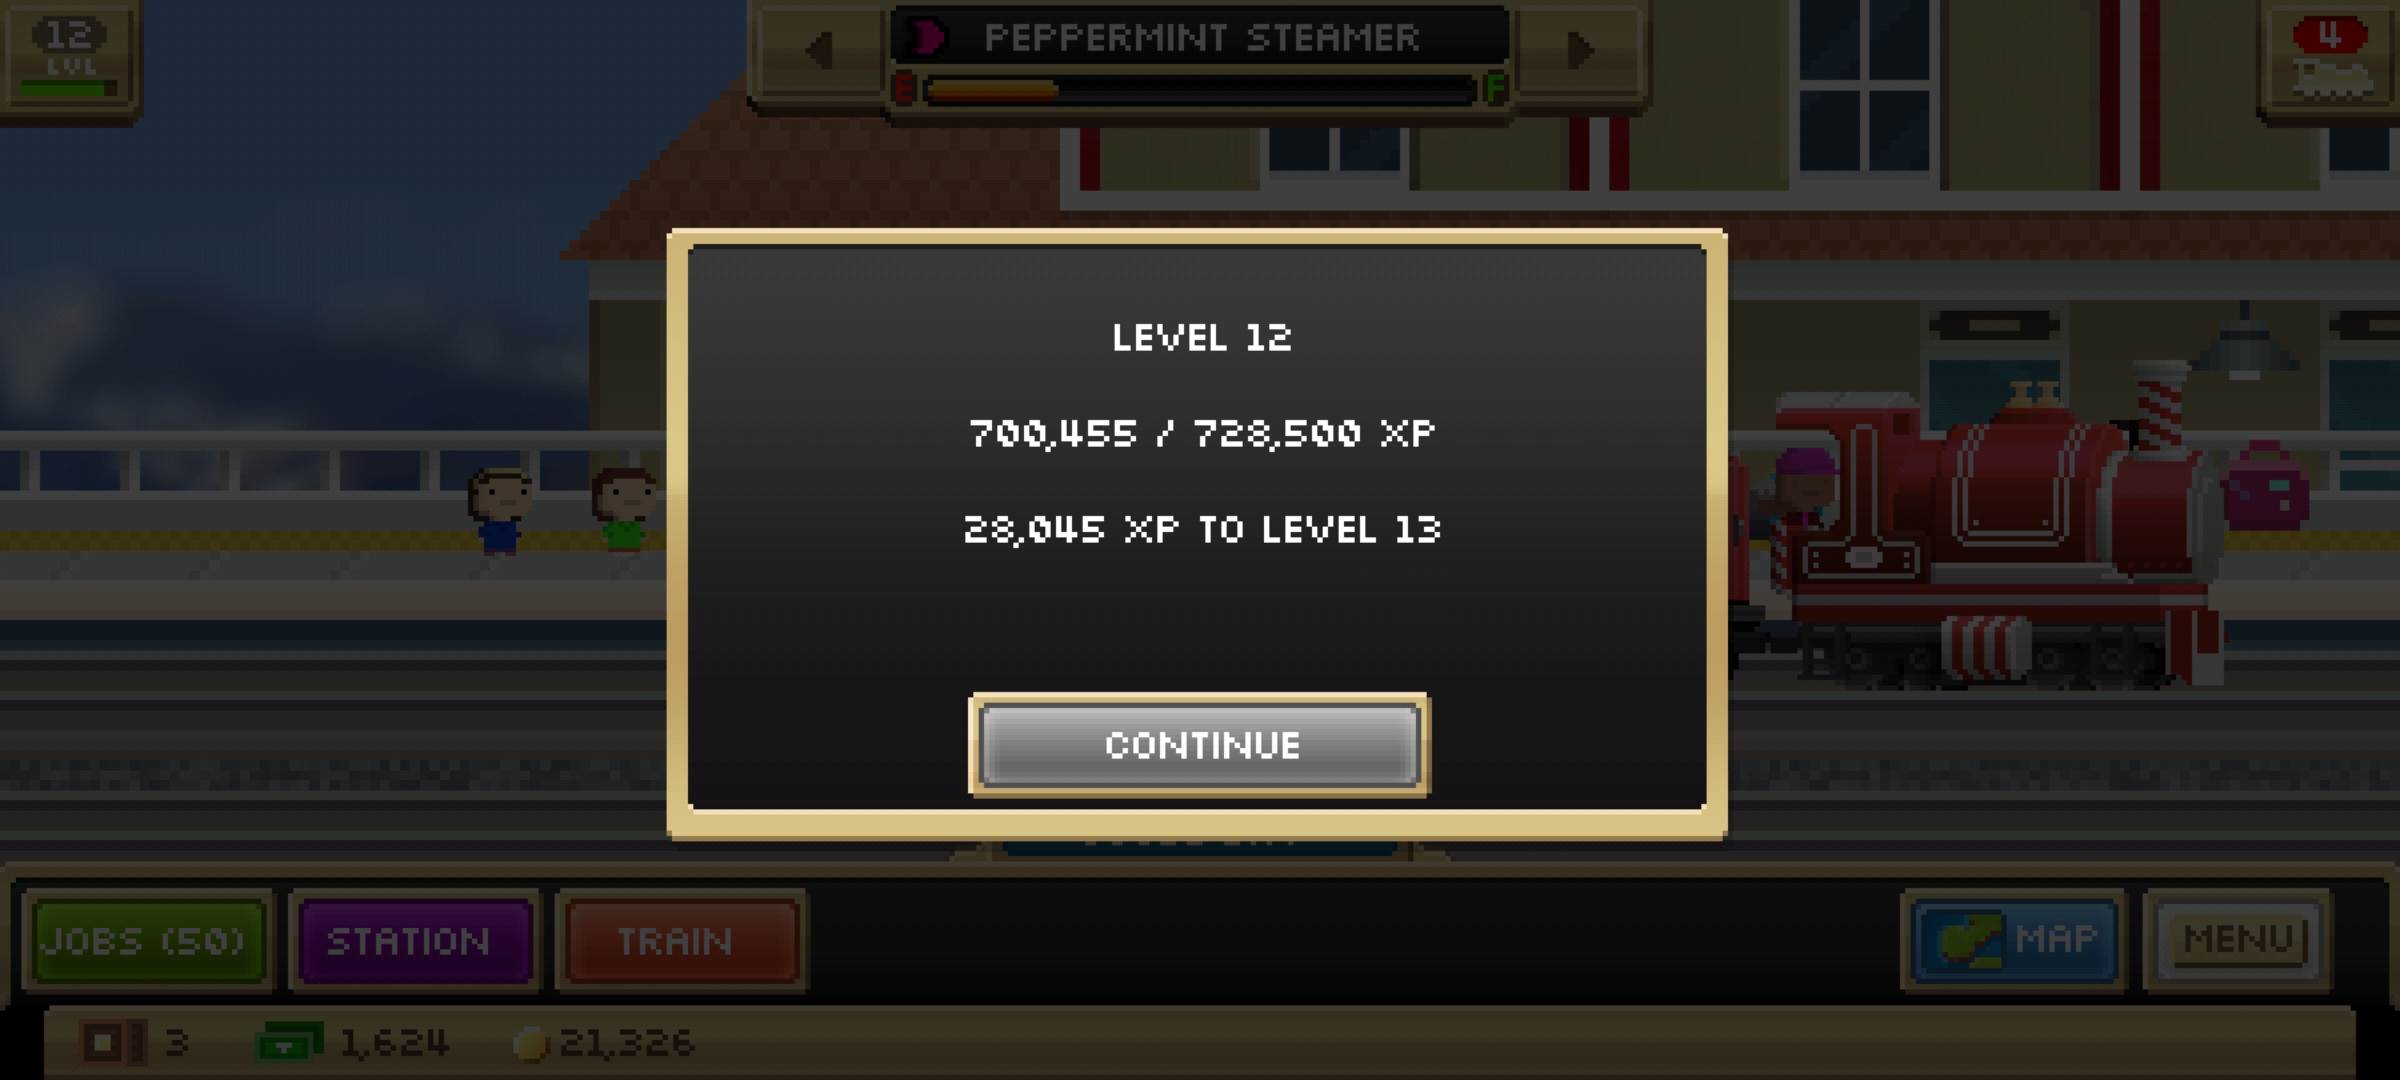 12
LVL
PEPPERMINT STEAMER
E
F
4
LEVEL 12
700,455 / 728,500 XP
28,045 XP TO LEVEL 13
CONTINUE
JOBS (50)
STATION
TRAIN
MAP
MENU
3
1,624
21,326